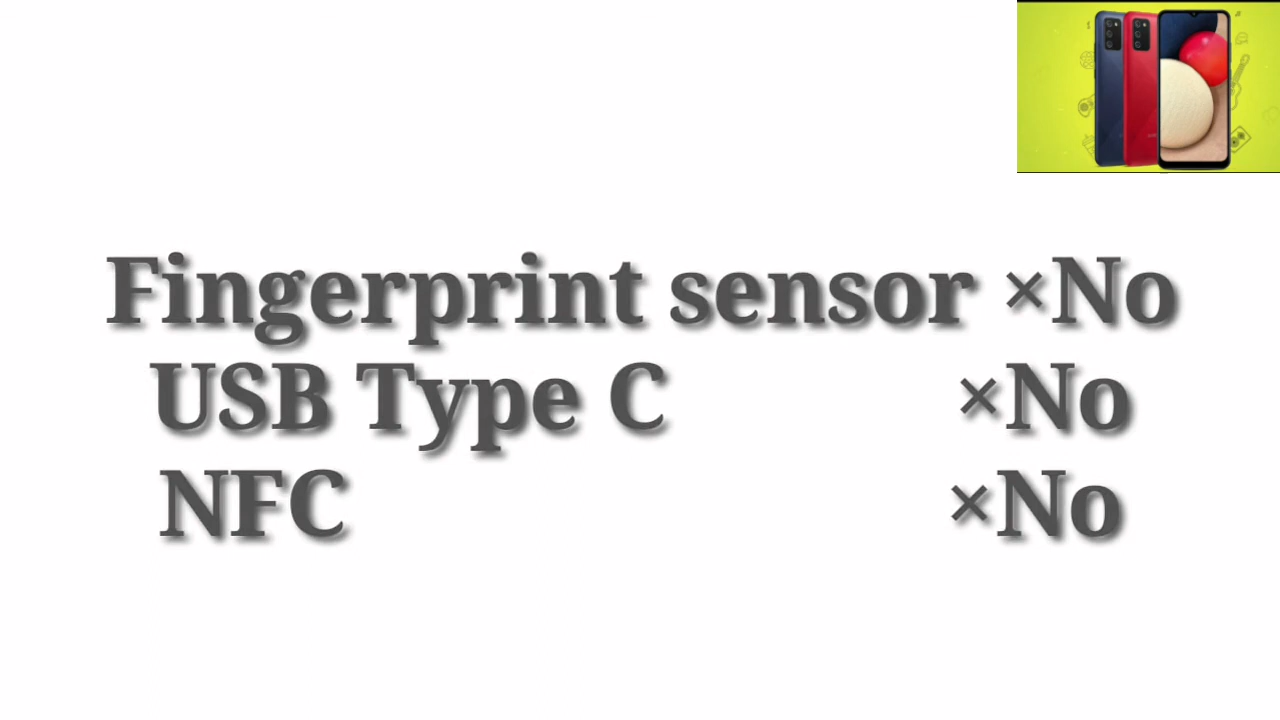 Fingerprint sensor ×No
USB Type C ×No
NFC ×No